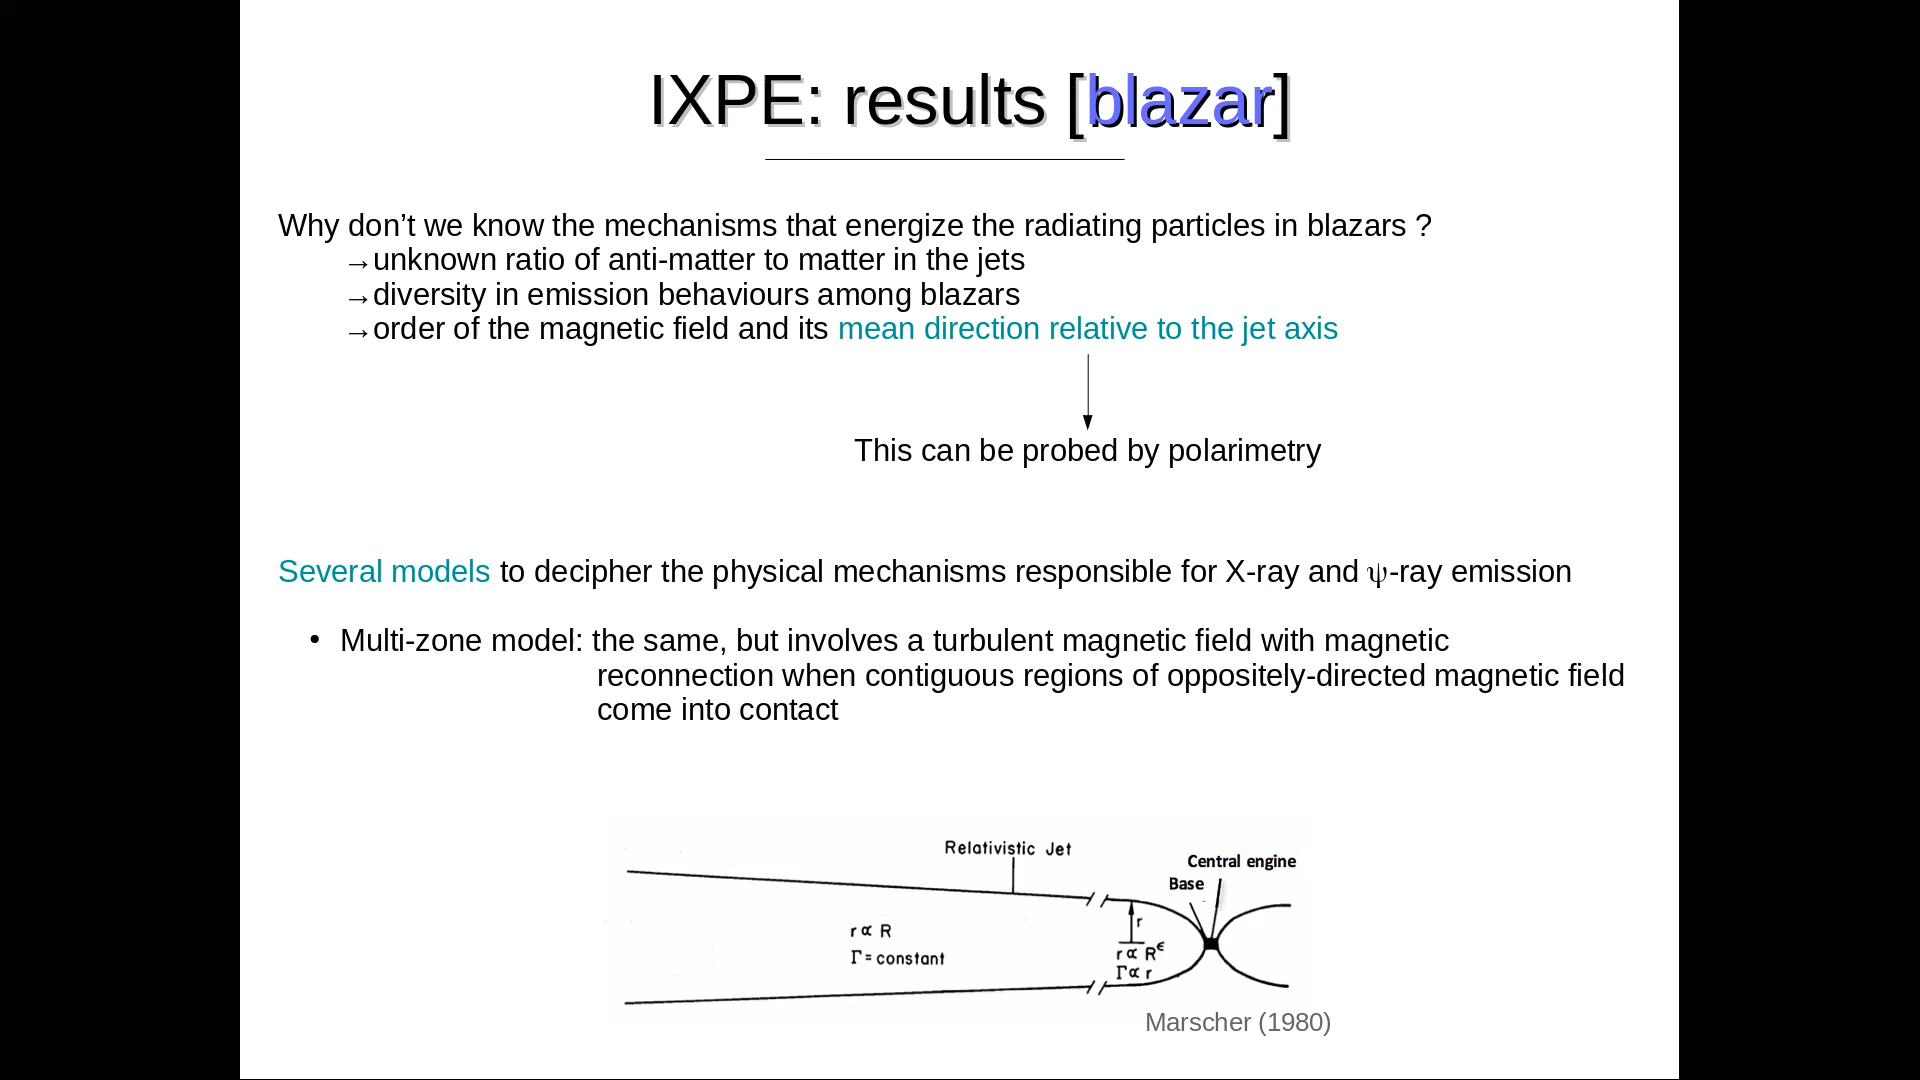 IXPE: results [blazar]
Why don’t we know the mechanisms that energize the radiating particles in blazars ?
→unknown ratio of anti-matter to matter in the jets
→diversity in emission behaviours among blazars
→order of the magnetic field and its mean direction relative to the jet axis
This can be probed by polarimetry
Several models to decipher the physical mechanisms responsible for X-ray and ψ-ray emission
• Multi-zone model: the same, but involves a turbulent magnetic field with magnetic
reconnection when contiguous regions of oppositely-directed magnetic field
come into contact
Relativistic Jet
Central engine
Base
r
r ∝ R
Γ = constant
r ∝ R^ϵ
Γ ∝ r
Marscher (1980)